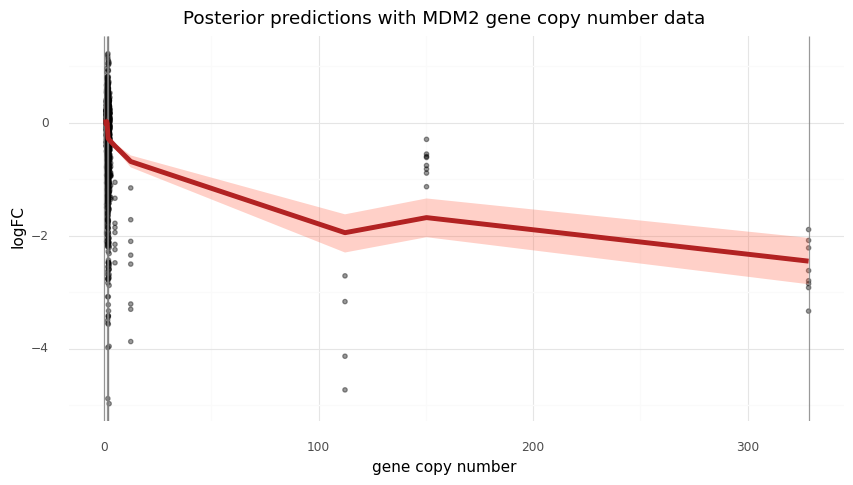 Posterior predictions with MDM2 gene copy number data
logFC
0
−2
−4
0
100
200
300
gene copy number